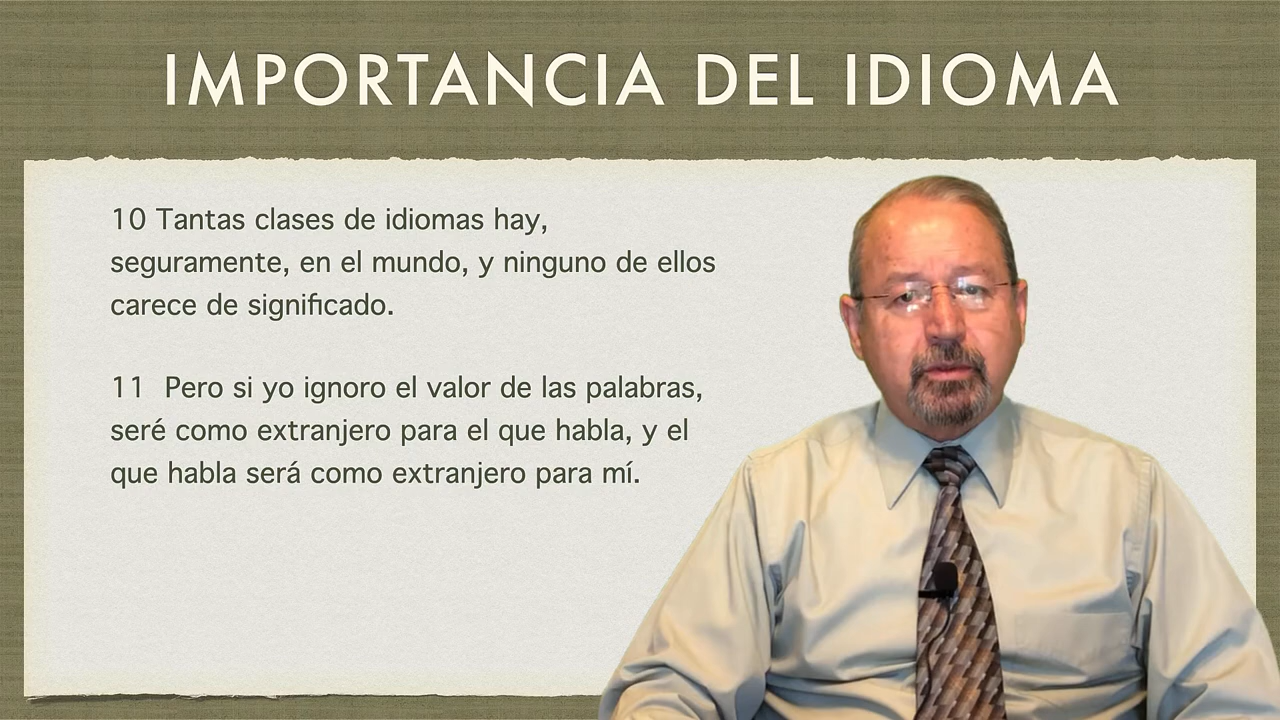 IMPORTANCIA DEL IDIOMA
10 Tantas clases de idiomas hay,
seguramente, en el mundo, y ninguno de ellos
carece de significado.
11  Pero si yo ignoro el valor de las palabras,
seré como extranjero para el que habla, y el
que habla será como extranjero para mí.